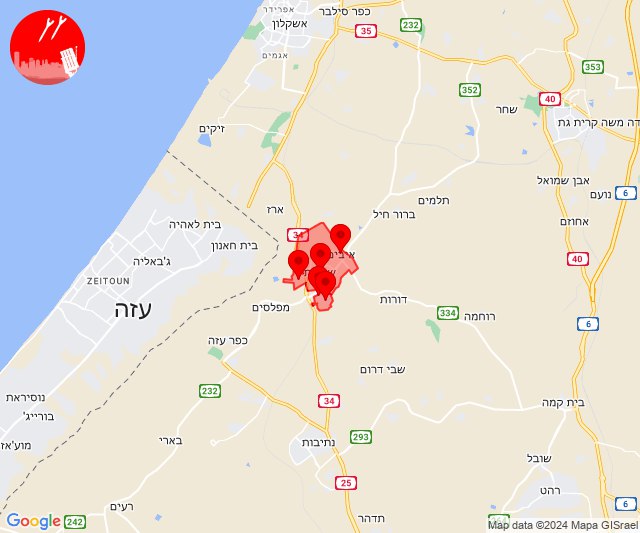 אפרידר
אשקלון
אגמים
כפר סילבר
232
35
353
352
40
שחר
דה משה קרית גת
זיקים
אבן שמואל
נועם
6
תלמים
ברור חיל
אחוזם
ארז
34
בית לאהיה
בית חאנון
ג'באליה
ZEITOUN
עזה
40
מפלסים
דורות
334
רוחמה
6
כפר עזה
שבי דרום
נוסיראת
בורייג'
232
34
בית קמה
293
נתיבות
בארי
שובל
25
רהט
רעים
תדהר
6
Google
242
Map data ©2024 Mapa GISrael